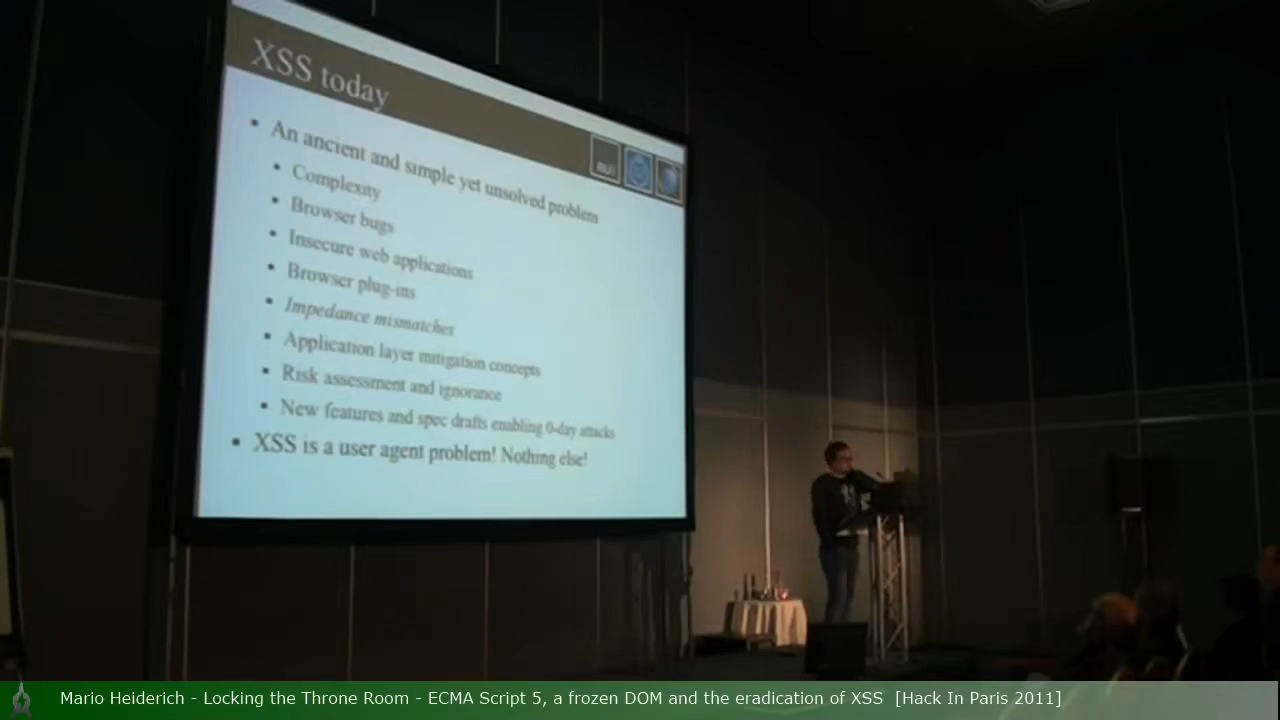 XSS today
An ancient and simple yet unsolved problem
Complexity
Browser bugs
Insecure web applications
Browser plug-ins
Impedance mismatches
Application layer mitigation concepts
Risk assessment and ignorance
New features and spec drafts enabling 0-day attacks
XSS is a user agent problem! Nothing else!
Mario Heiderich - Locking the Throne Room - ECMA Script 5, a frozen DOM and the eradication of XSS [Hack In Paris 2011]